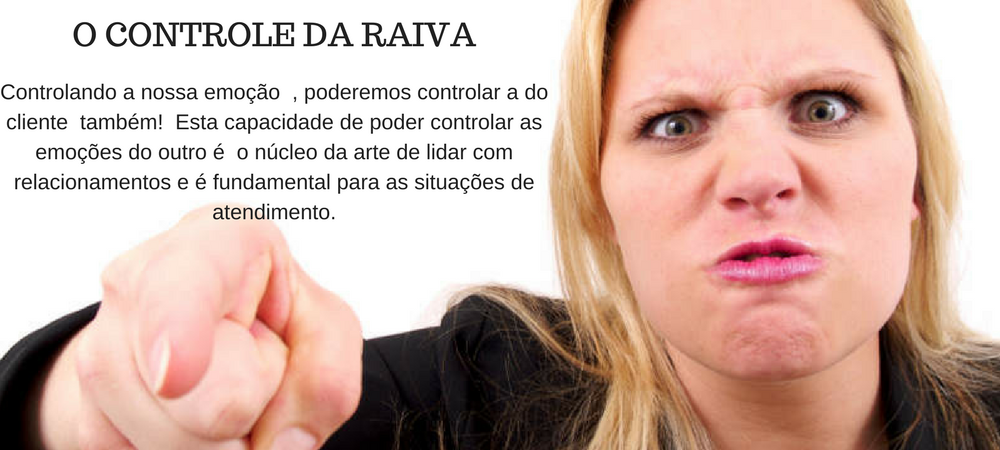 O CONTROLE DA RAIVA
Controlando a nossa emoção  , poderemos controlar a do
cliente  também!  Esta capacidade de poder controlar as
emoções do outro é  o núcleo da arte de lidar com
relacionamentos e é fundamental para as situações de
atendimento.